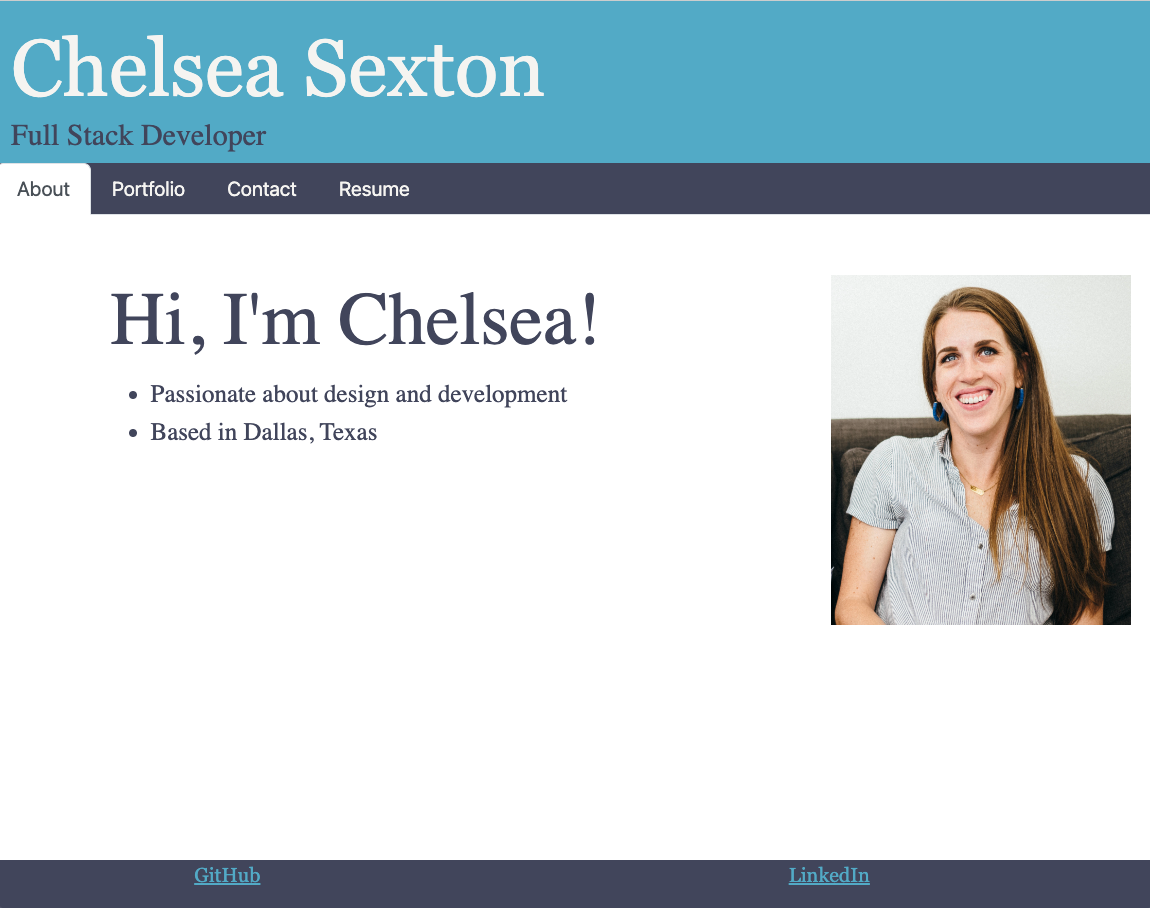 Chelsea Sexton
Full Stack Developer
About Portfolio Contact Resume
Hi, I'm Chelsea!
• Passionate about design and development
• Based in Dallas, Texas
GitHub LinkedIn